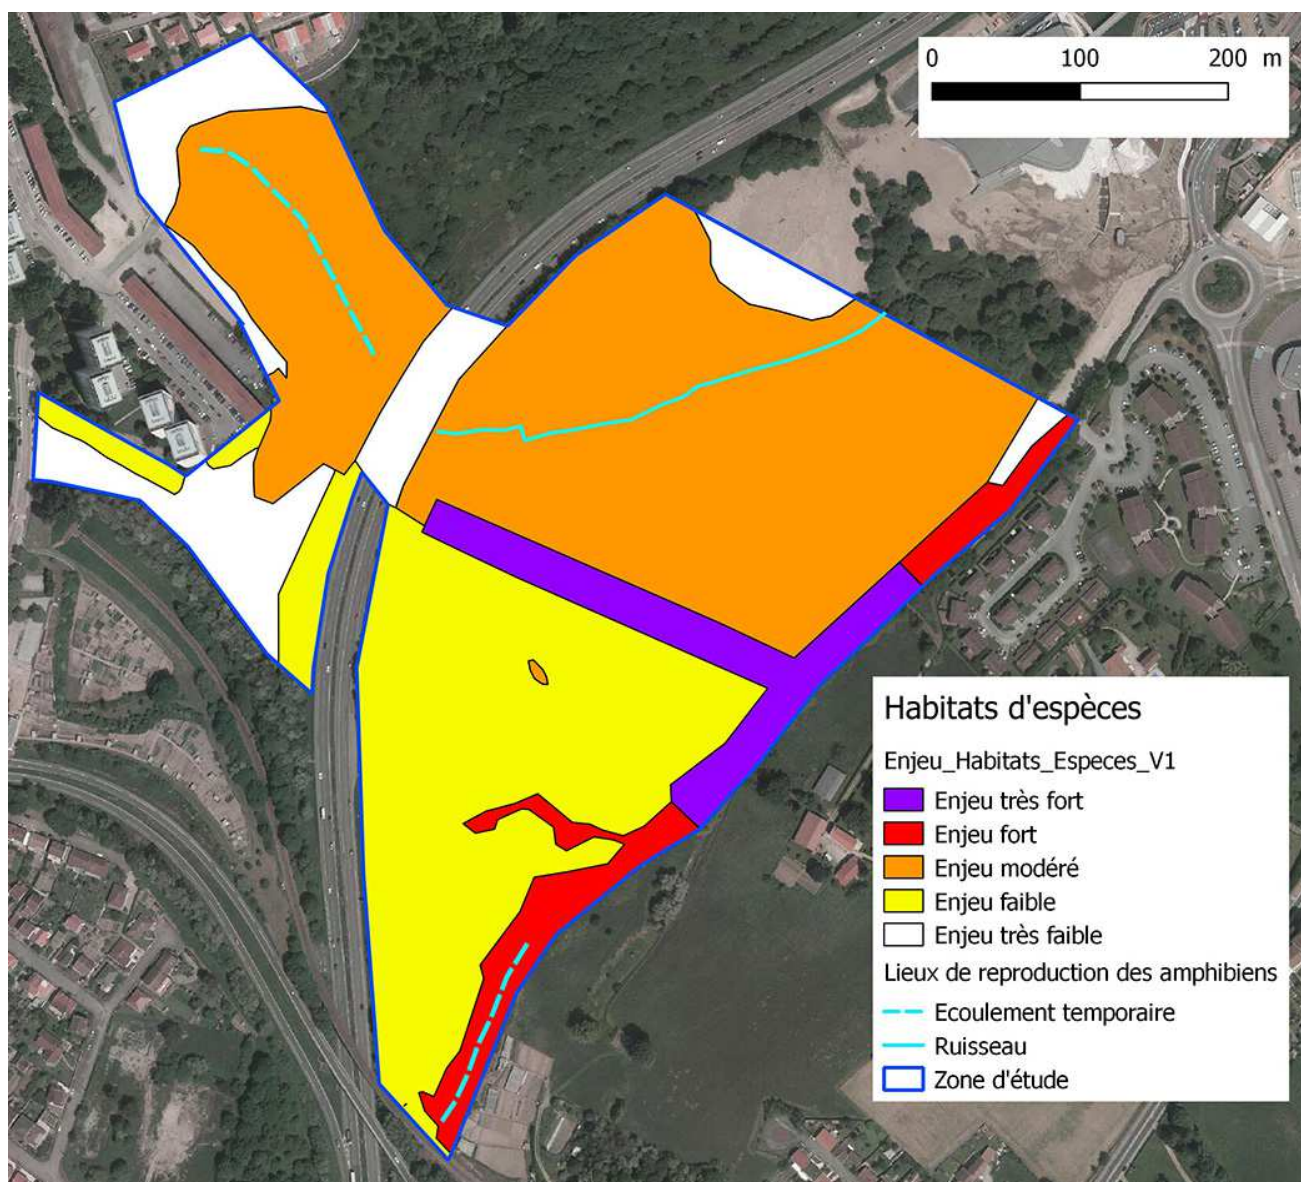 0 100 200 m
Habitats d'espèces
Enjeu_Habitats_Especes_V1
Enjeu très fort
Enjeu fort
Enjeu modéré
Enjeu faible
Enjeu très faible
Lieux de reproduction des amphibiens
Ecoulement temporaire
Ruisseau
Zone d'étude